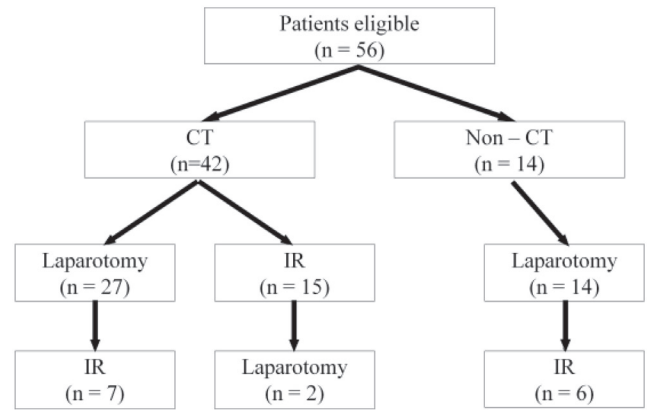 Patients eligible
(n = 56)
CT
(n=42)
Non – CT
(n = 14)
Laparotomy
(n = 27)
IR
(n = 15)
Laparotomy
(n = 14)
IR
(n = 7)
Laparotomy
(n = 2)
IR
(n = 6)